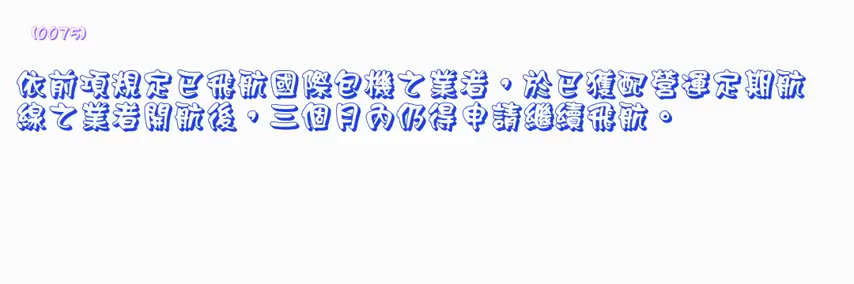 (0075)
依前項規定已飛航國際包機之業者，於已獲配營運定期航
線之業者開航後，三個月內仍得申請繼續飛航。